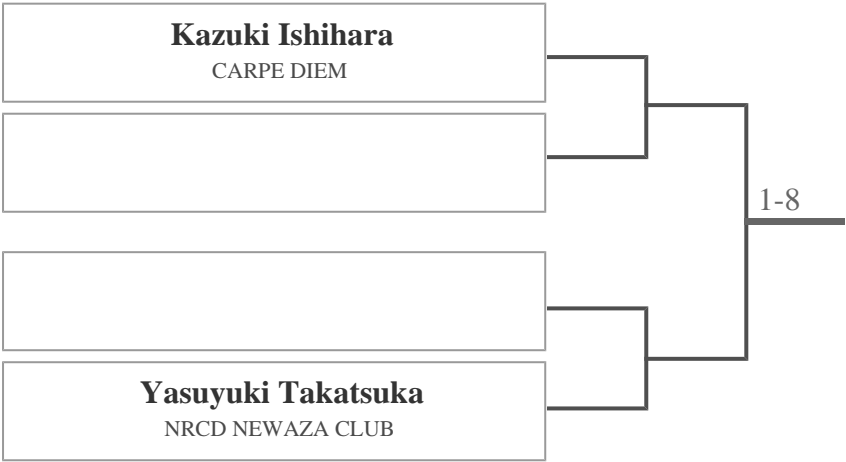 Kazuki Ishihara
CARPE DIEM
1-8
Yasuyuki Takatsuka
NRCD NEWAZA CLUB